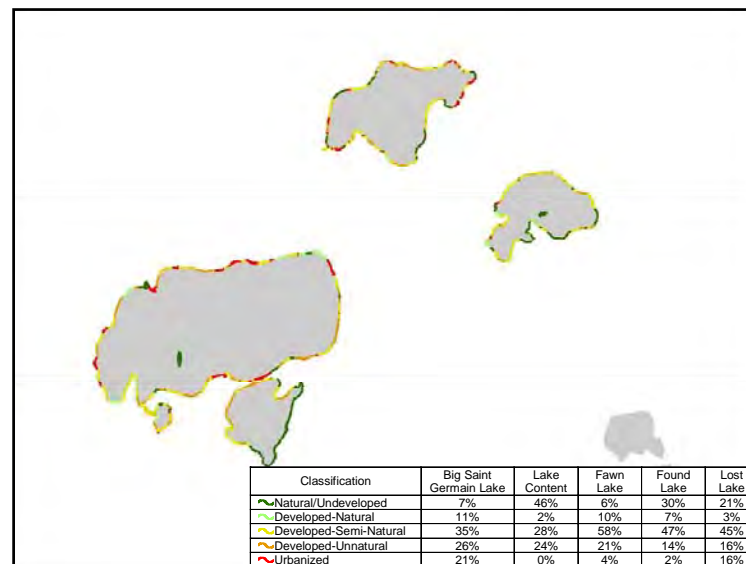 Classification Big Saint Germain Lake Lake Content Fawn Lake Found Lake Lost Lake
Natural/Undeveloped 7% 46% 6% 30% 21%
Developed-Natural 11% 2% 10% 7% 3%
Developed-Semi-Natural 35% 28% 58% 47% 45%
Developed-Unnatural 26% 24% 21% 14% 16%
Urbanized 21% 0% 4% 2% 16%